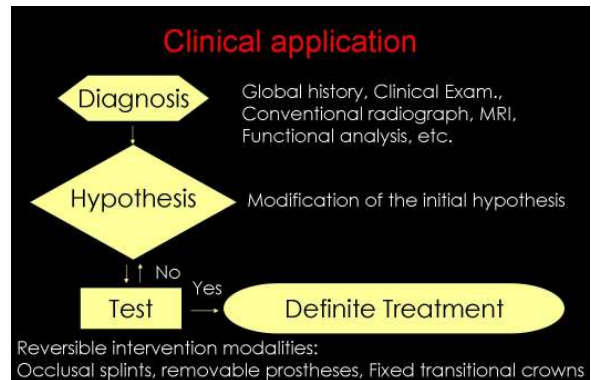 Clinical application
Diagnosis
Global history, Clinical Exam.,
Conventional radiograph, MRI,
Functional analysis, etc.
Hypothesis
Modification of the initial hypothesis
No
Yes
Test
Definite Treatment
Reversible intervention modalities:
Occlusal splints, removable prostheses, Fixed transitional crowns